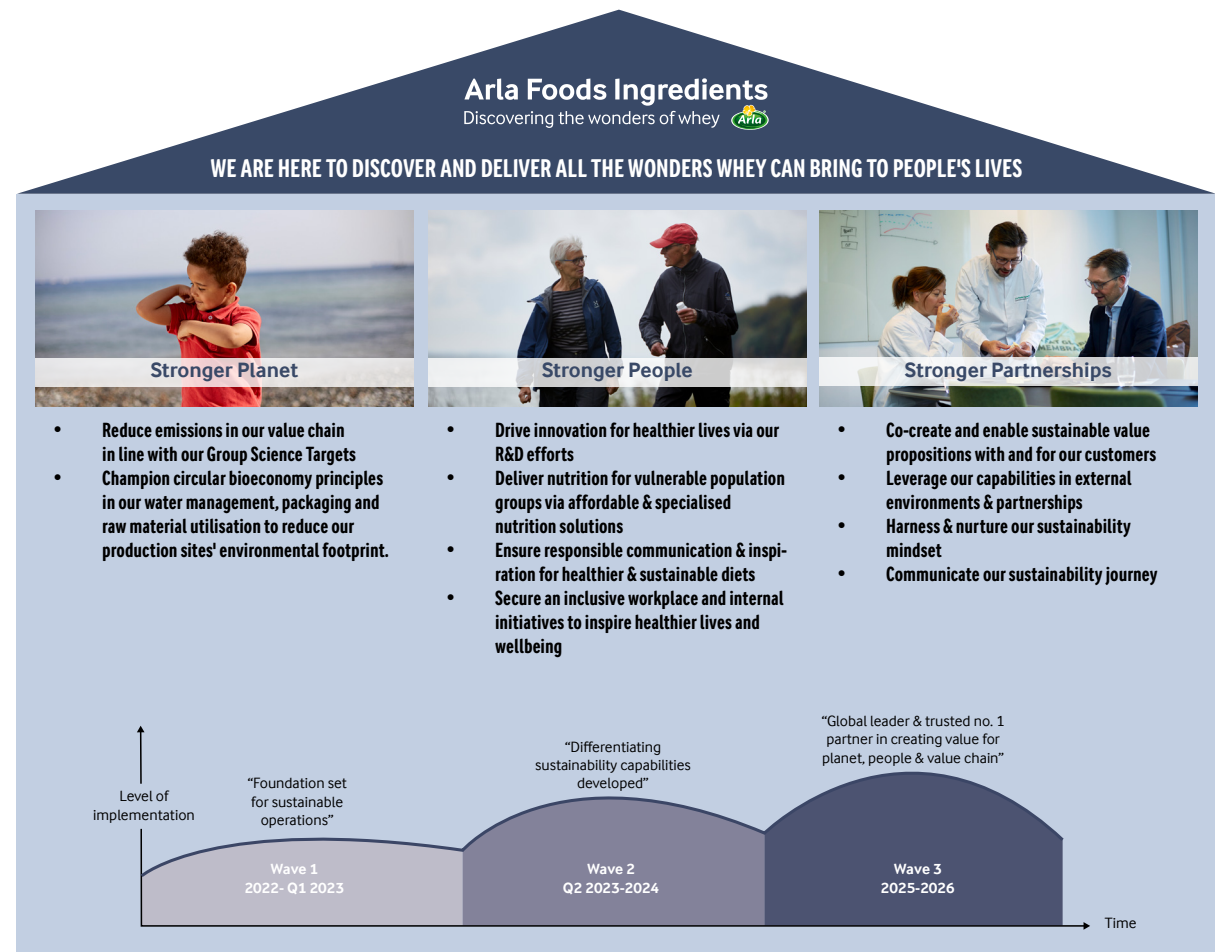 Arla Foods Ingredients
Discovering the wonders of whey
Arla
WE ARE HERE TO DISCOVER AND DELIVER ALL THE WONDERS WHEY CAN BRING TO PEOPLE'S LIVES
Stronger Planet
• Reduce emissions in our value chain
in line with our Group Science Targets
• Champion circular bioeconomy principles
in our water management, packaging and
raw material utilisation to reduce our
production sites' environmental footprint.
Stronger People
• Drive innovation for healthier lives via our
R&D efforts
• Deliver nutrition for vulnerable population
groups via affordable & specialised
nutrition solutions
• Ensure responsible communication & inspi-
ration for healthier & sustainable diets
• Secure an inclusive workplace and internal
initiatives to inspire healthier lives and
wellbeing
Stronger Partnerships
• Co-create and enable sustainable value
propositions with and for our customers
• Leverage our capabilities in external
environments & partnerships
• Harness & nurture our sustainability
mindset
• Communicate our sustainability journey
Level of
implementation
“Foundation set
for sustainable
operations”
Wave 1
2022- Q1 2023
“Differentiating
sustainability capabilities
developed”
Wave 2
Q2 2023-2024
“Global leader & trusted no. 1
partner in creating value for
planet, people & value chain”
Wave 3
2025-2026
Time